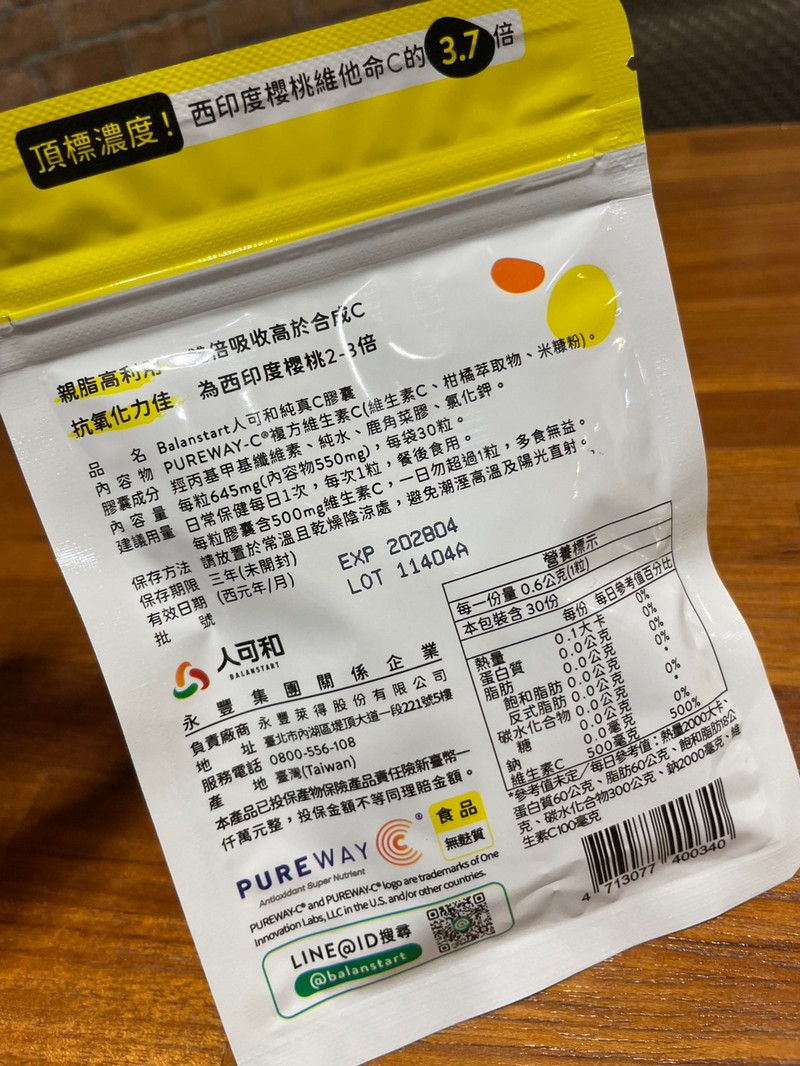 頂標濃度! 西印度櫻桃維他命C的3.7倍
親脂高利用 倍吸收高於合成C
抗氧化力佳 為西印度櫻桃2-3倍
品名 Balanstart人可和純真C膠囊
內容物 PUREWAY-C®複方維生素C(維生素C、柑橘萃取物、米糠粉)。
膠囊成分 羥丙基甲基纖維素、純水、鹿角菜膠、氯化鉀。
內容量 每粒645mg(內容物550mg),每袋30粒。
建議用量 日常保健每日1次,每次1粒,餐後食用。
每粒膠囊含500mg維生素C,一日勿超過1粒,多食無益。
保存方法 請放置於常溫且乾燥陰涼處,避免潮溼高溫及陽光直射。
保存期限 三年(未開封)
有效日期 (西元年/月) EXP 202804
批號 LOT 11404A
人可和
BALANSTART
永豐集團關係企業
負責廠商 永豐萊得股份有限公司
地址 臺北市內湖區堤頂大道一段221號5樓
服務電話 0800-556-108
產地 臺灣(Taiwan)
本產品已投保產物保險產品責任險新臺幣一
仟萬元整,投保金額不等同理賠金額。
PUREWAY C®
Antioxidant Super Nutrient
食品
無麩質
PUREWAY-C® and PUREWAY-C® logo are trademarks of One
Innovation Labs, LLC in the U.S. and/or other countries.
LINE@ID搜尋
@balanstart
營養標示
每一份量 0.6公克(1粒)
本包裝含 30份
每份 每日參考值百分比
熱量 0.1大卡 0%
蛋白質 0.0公克 0%
脂肪 0.0公克 0%
飽和脂肪 0.0公克 0%
反式脂肪 0.0公克 *
碳水化合物 0.0公克 0%
糖 0.0公克 *
鈉 0.0毫克 0%
維生素C 500毫克 500%
*參考值未定/每日參考值:熱量2000大卡、
蛋白質60公克、脂肪60公克、飽和脂肪18公
克、碳水化合物300公克、鈉2000毫克、維
生素C100毫克
4 713077 400340